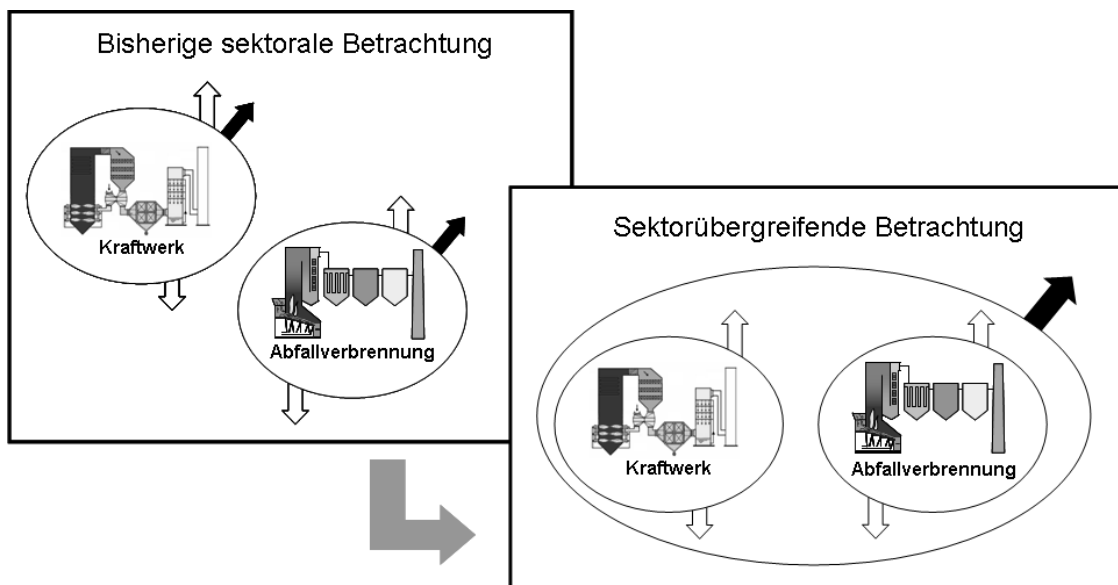 Bisherige sektorale Betrachtung
Kraftwerk
Abfallverbrennung
Sektorübergreifende Betrachtung
Kraftwerk
Abfallverbrennung